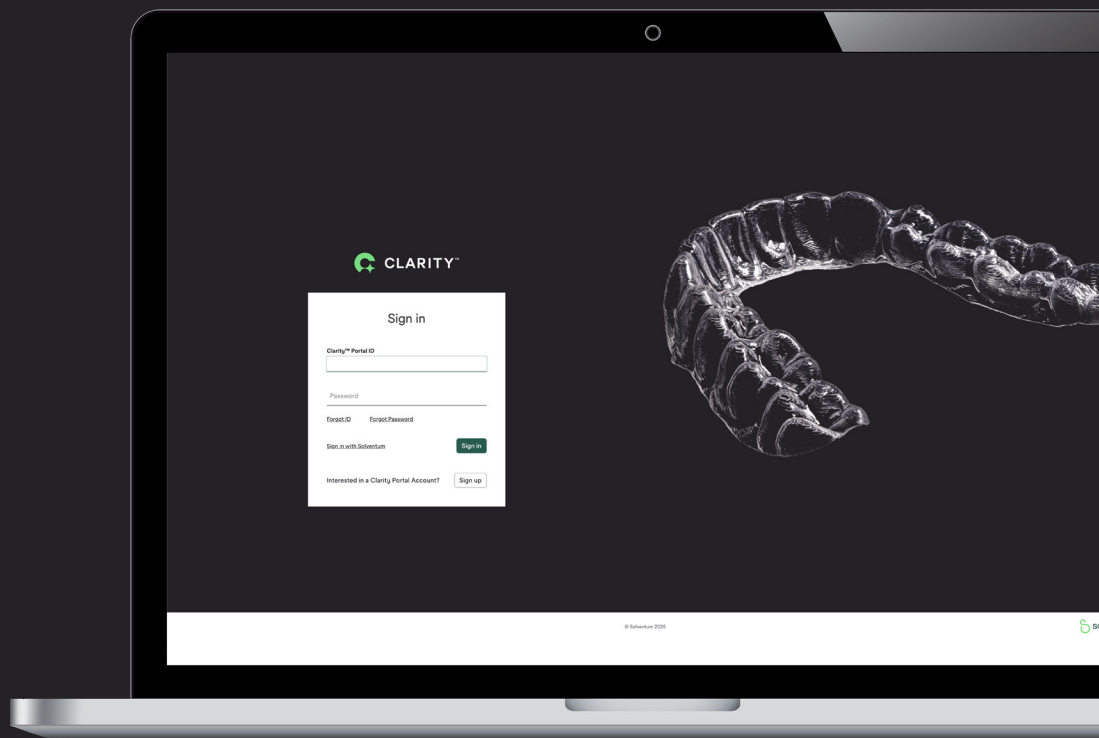 CLARITY™
Sign in
Clarity™ Portal ID
Password
Forgot ID Forgot Password
Sign in with Solventum Sign in
Interested in a Clarity Portal Account? Sign up
© Solventum 2025